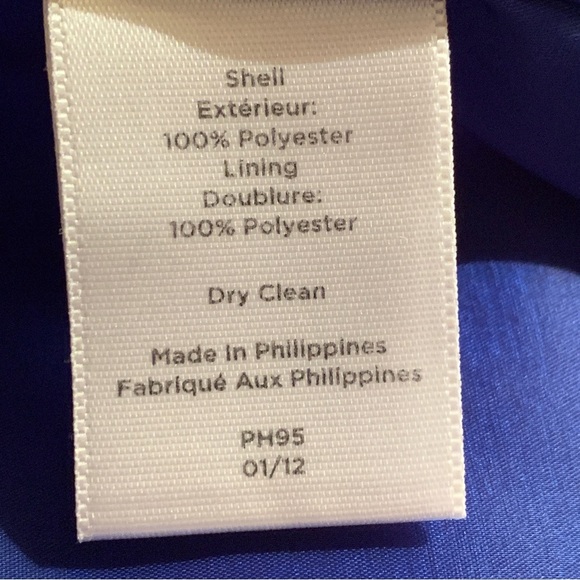 Shell
Extérieur:
100% Polyester
Lining
Doublure:
100% Polyester
Dry Clean
Made In Philippines
Fabriqué Aux Philippines
PH95
01/12